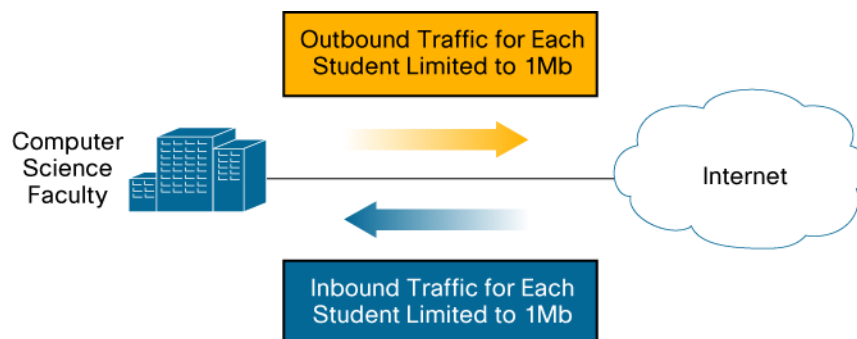 Outbound Traffic for Each
Student Limited to 1Mb
Computer
Science
Faculty
Internet
Inbound Traffic for Each
Student Limited to 1Mb